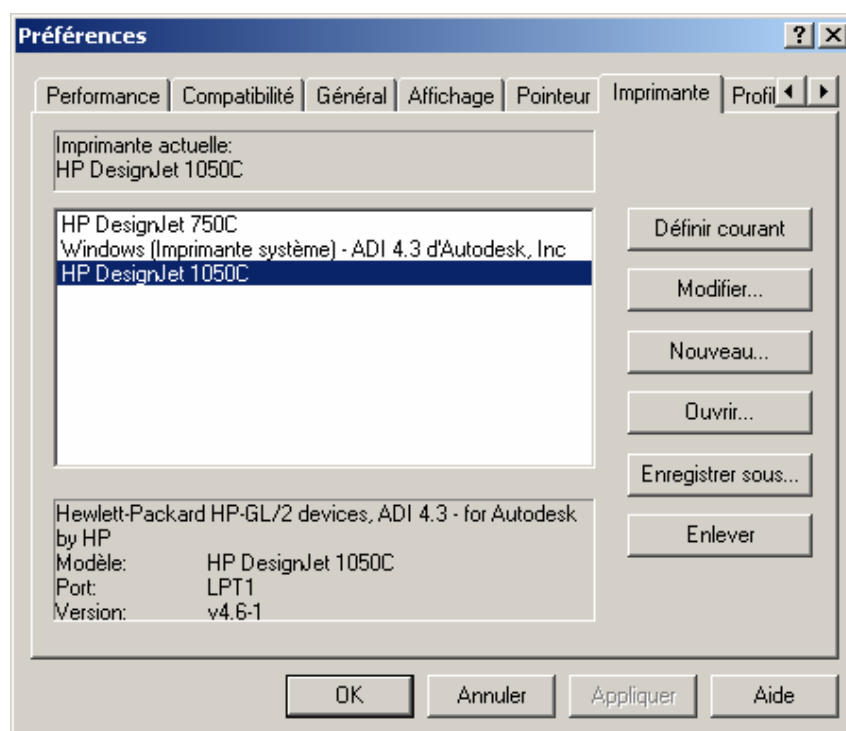 Préférences
Performance Compatibilité Général Affichage Pointeur Imprimante Profil
Imprimante actuelle:
HP DesignJet 1050C
HP DesignJet 750C
Windows (Imprimante système) - ADI 4.3 d'Autodesk, Inc
HP DesignJet 1050C
Définir courant
Modifier...
Nouveau...
Ouvrir...
Enregistrer sous...
Enlever
Hewlett-Packard HP-GL/2 devices, ADI 4.3 - for Autodesk
by HP
Modèle: HP DesignJet 1050C
Port: LPT1
Version: v4.6-1
OK Annuler Appliquer Aide